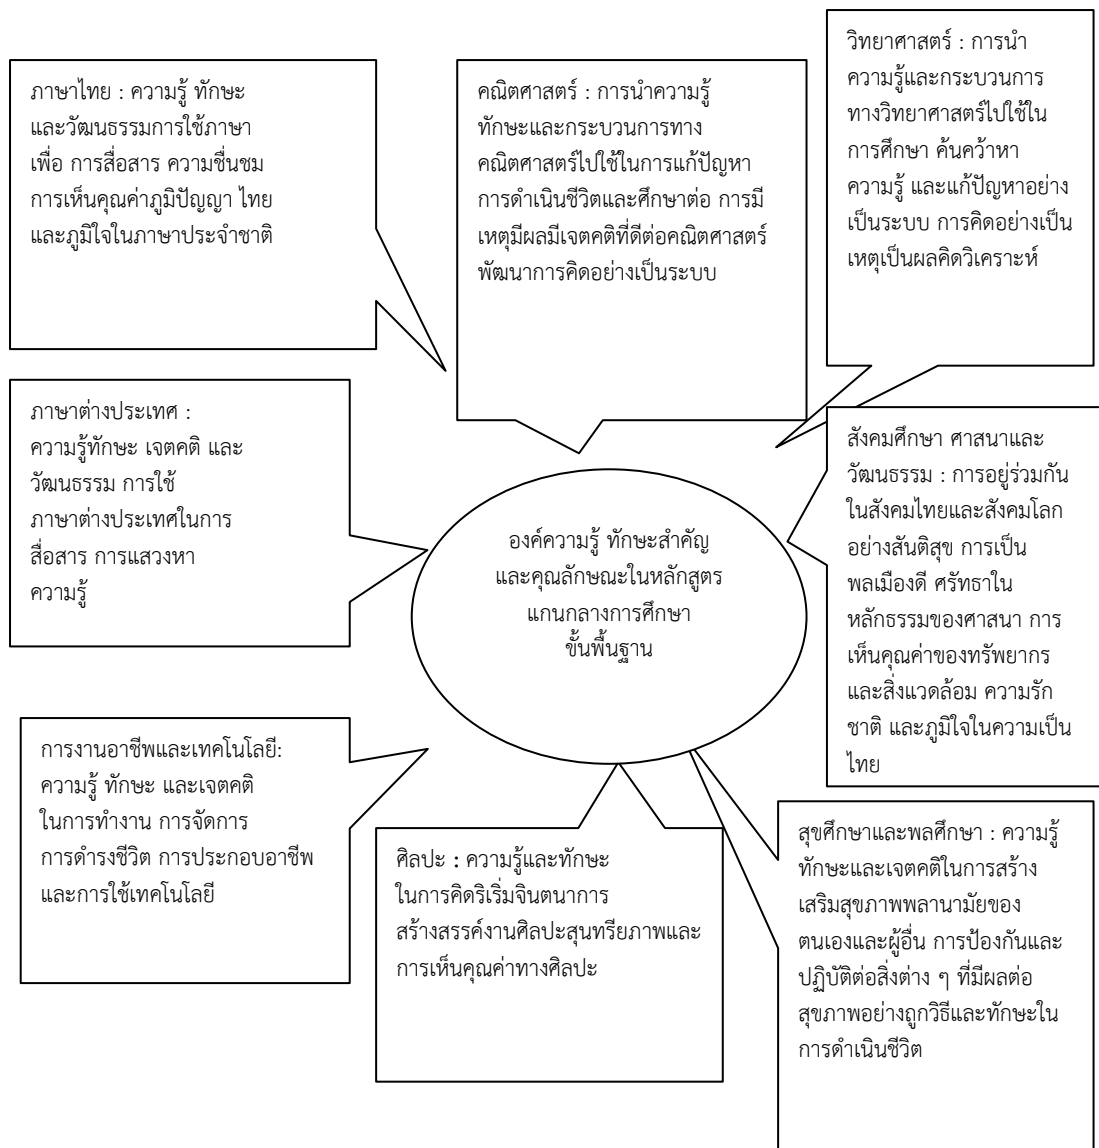 ภาษาไทย : ความรู้ ทักษะ
และวัฒนธรรมการใช้ภาษา
เพื่อ การสื่อสาร ความชื่นชม
การเห็นคุณค่าภูมิปัญญา ไทย
และภูมิใจในภาษาประจำชาติ
คณิตศาสตร์ : การนำความรู้
ทักษะและกระบวนการทาง
คณิตศาสตร์ไปใช้ในการแก้ปัญหา
การดำเนินชีวิตและศึกษาต่อ การมี
เหตุมีผลมีเจตคติที่ดีต่อคณิตศาสตร์
พัฒนาการคิดอย่างเป็นระบบ
วิทยาศาสตร์ : การนำ
ความรู้และกระบวนการ
ทางวิทยาศาสตร์ไปใช้ใน
การศึกษา ค้นคว้าหา
ความรู้ และแก้ปัญหาอย่าง
เป็นระบบ การคิดอย่างเป็น
เหตุเป็นผลคิดวิเคราะห์
ภาษาต่างประเทศ :
ความรู้ทักษะ เจตคติ และ
วัฒนธรรม การใช้
ภาษาต่างประเทศในการ
สื่อสาร การแสวงหา
ความรู้
องค์ความรู้ ทักษะสำคัญ
และคุณลักษณะในหลักสูตร
แกนกลางการศึกษา
ขั้นพื้นฐาน
สังคมศึกษา ศาสนาและ
วัฒนธรรม : การอยู่ร่วมกัน
ในสังคมไทยและสังคมโลก
อย่างสันติสุข การเป็น
พลเมืองดี ศรัทธาใน
หลักธรรมของศาสนา การ
เห็นคุณค่าของทรัพยากร
และสิ่งแวดล้อม ความรัก
ชาติ และภูมิใจในความเป็น
ไทย
การงานอาชีพและเทคโนโลยี:
ความรู้ ทักษะ และเจตคติ
ในการทำงาน การจัดการ
การดำรงชีวิต การประกอบอาชีพ
และการใช้เทคโนโลยี
ศิลปะ : ความรู้และทักษะ
ในการคิดริเริ่มจินตนาการ
สร้างสรรค์งานศิลปะสุนทรียภาพและ
การเห็นคุณค่าทางศิลปะ
สุขศึกษาและพลศึกษา : ความรู้
ทักษะและเจตคติในการสร้าง
เสริมสุขภาพพลานามัยของ
ตนเองและผู้อื่น การป้องกันและ
ปฏิบัติต่อสิ่งต่าง ๆ ที่มีผลต่อ
สุขภาพอย่างถูกวิธีและทักษะใน
การดำเนินชีวิต